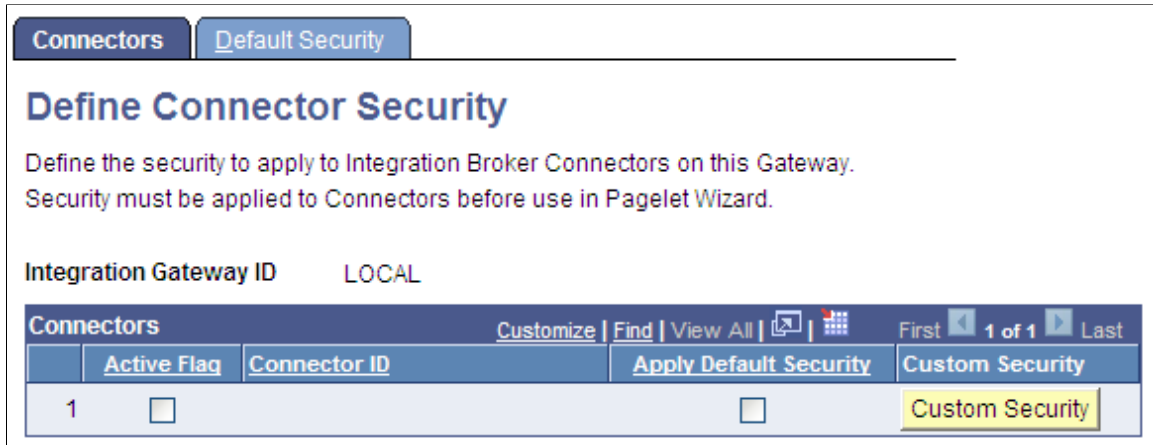 Connectors Default Security
Define Connector Security
Define the security to apply to Integration Broker Connectors on this Gateway.
Security must be applied to Connectors before use in Pagelet Wizard.
Integration Gateway ID LOCAL
Connectors Customize | Find | View All | | First 1 of 1 Last
Active Flag Connector ID Apply Default Security Custom Security
1 Custom Security